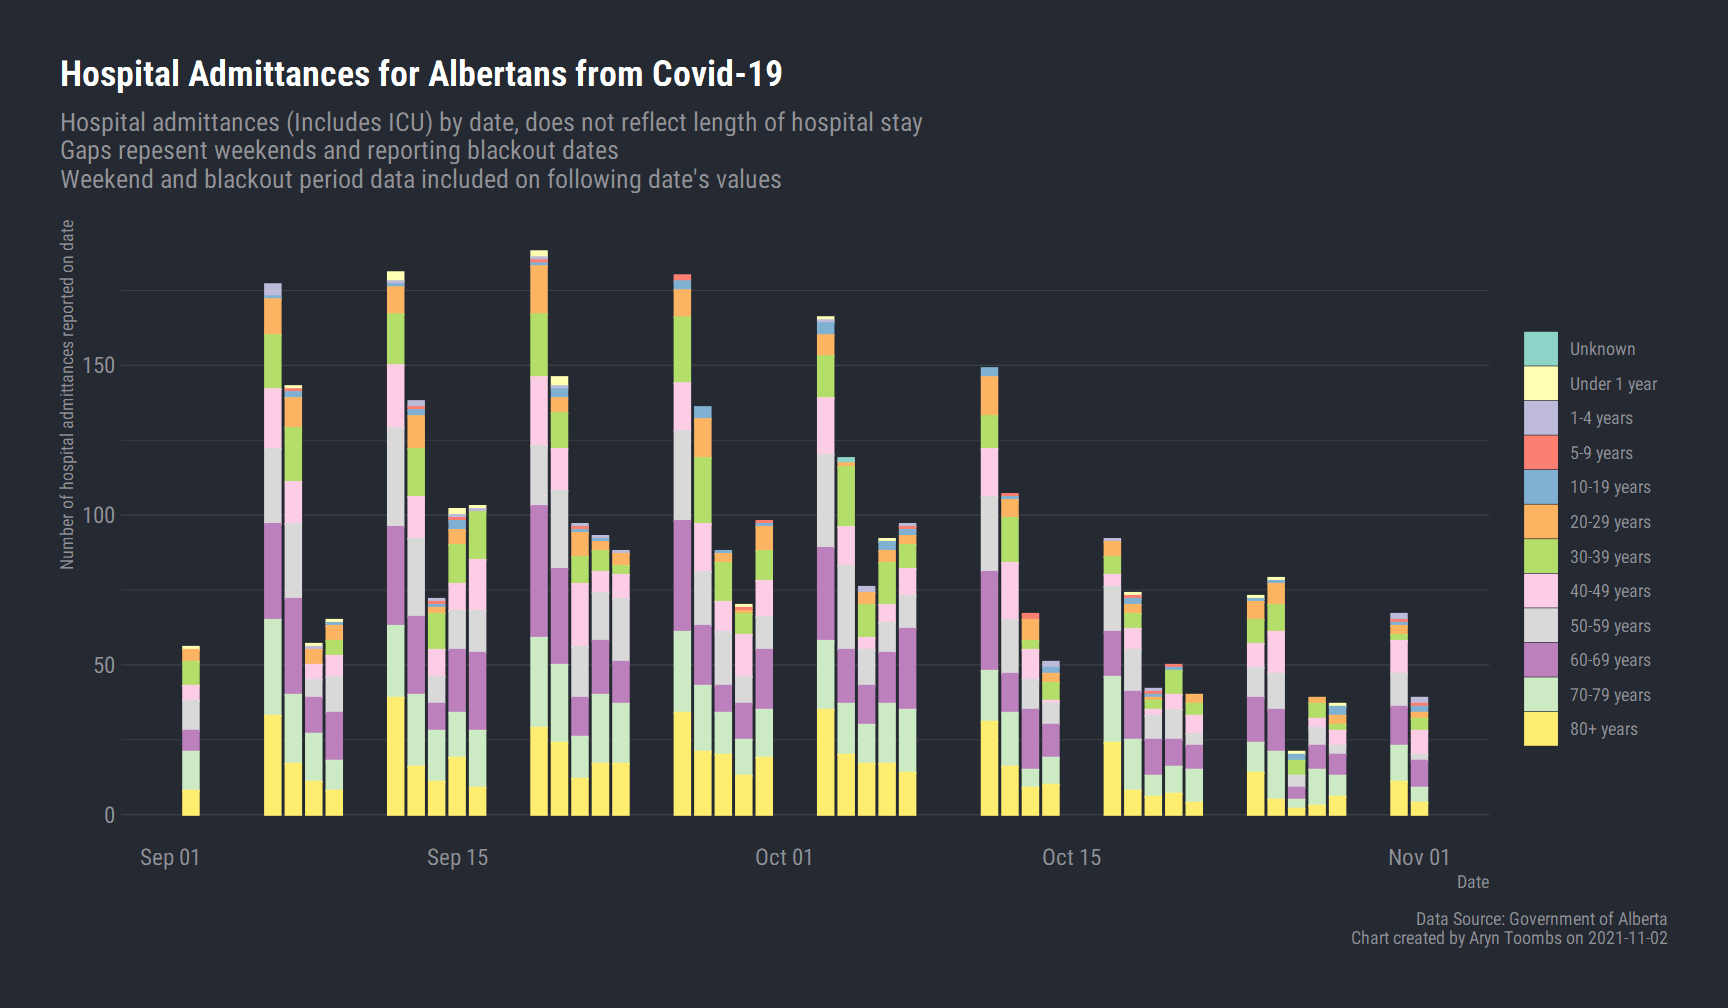 Hospital Admittances for Albertans from Covid-19
Hospital admittances (Includes ICU) by date, does not reflect length of hospital stay
Gaps repesent weekends and reporting blackout dates
Weekend and blackout period data included on following date's values
Number of hospital admittances reported on date
150
100
50
0
Sep 01
Sep 15
Oct 01
Oct 15
Nov 01
Date
Unknown
Under 1 year
1-4 years
5-9 years
10-19 years
20-29 years
30-39 years
40-49 years
50-59 years
60-69 years
70-79 years
80+ years
Data Source: Government of Alberta
Chart created by Aryn Toombs on 2021-11-02